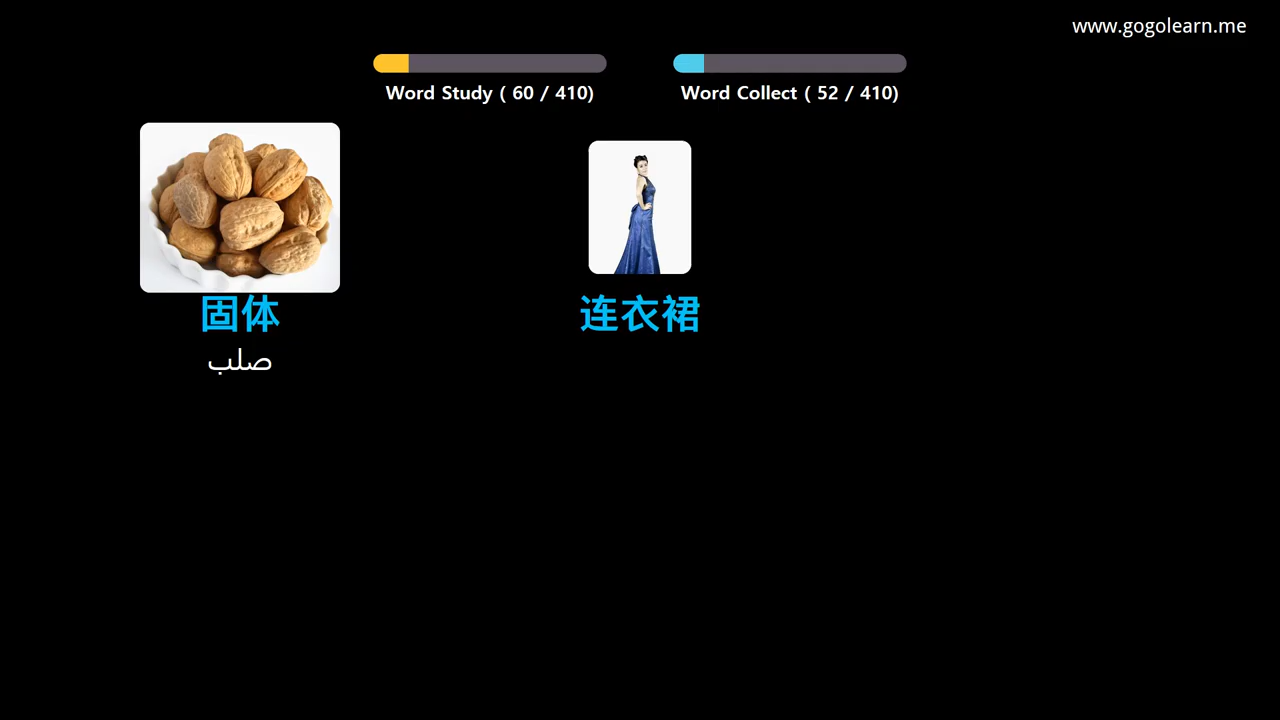 www.gogolearn.me
Word Study ( 60 / 410)
Word Collect ( 52 / 410)
固体
连衣裙
صلب